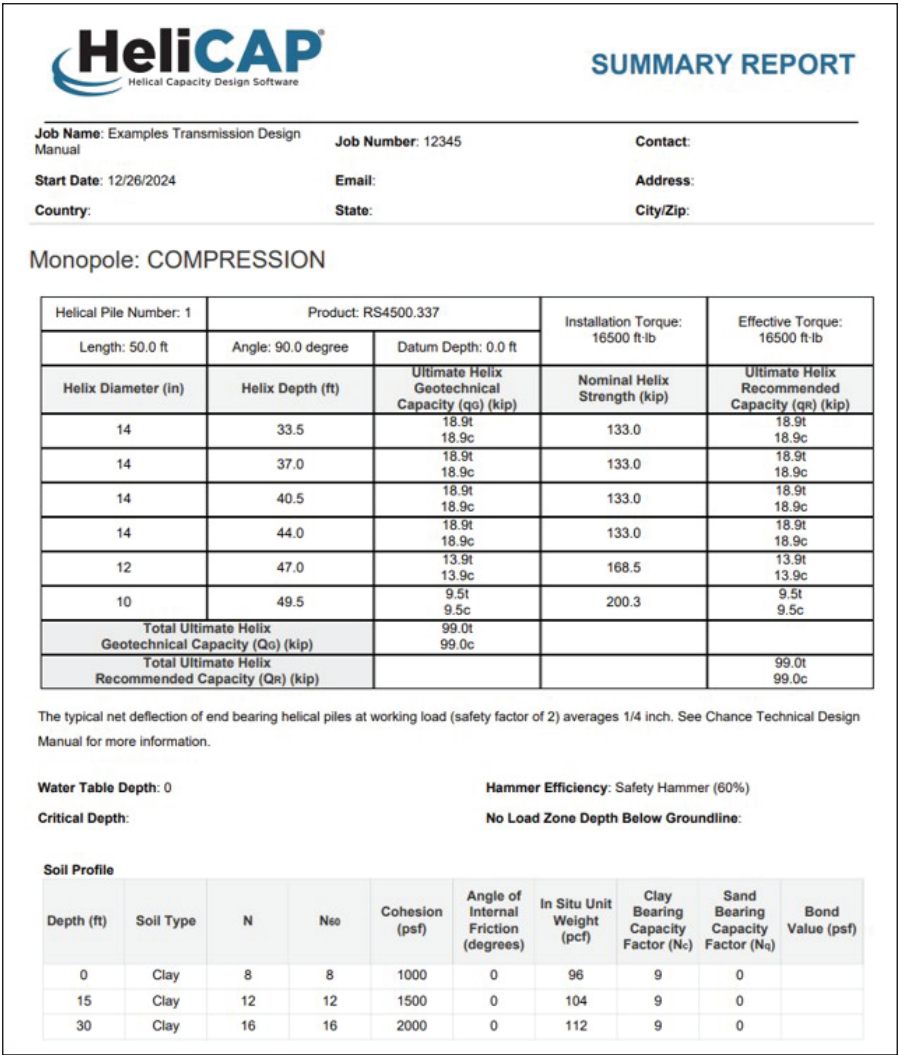 HeliCAP®
Helical Capacity Design Software
SUMMARY REPORT
Job Name: Examples Transmission Design
Manual
Job Number: 12345
Contact:
Start Date: 12/26/2024
Email:
Address:
Country:
State:
City/Zip:
Monopole: COMPRESSION
Helical Pile Number: 1
Product: RS4500.337
Installation Torque:
16500 ft·lb
Effective Torque:
16500 ft·lb
Length: 50.0 ft
Angle: 90.0 degree
Datum Depth: 0.0 ft
Helix Diameter (in)
Helix Depth (ft)
Ultimate Helix
Geotechnical
Capacity (qG) (kip)
Nominal Helix
Strength (kip)
Ultimate Helix
Recommended
Capacity (qR) (kip)
14
33.5
18.9t
18.9c
133.0
18.9t
18.9c
14
37.0
18.9t
18.9c
133.0
18.9t
18.9c
14
40.5
18.9t
18.9c
133.0
18.9t
18.9c
14
44.0
18.9t
18.9c
133.0
18.9t
18.9c
12
47.0
13.9t
13.9c
168.5
13.9t
13.9c
10
49.5
9.5t
9.5c
200.3
9.5t
9.5c
Total Ultimate Helix
Geotechnical Capacity (QG) (kip)
99.0t
99.0c
Total Ultimate Helix
Recommended Capacity (QR) (kip)
99.0t
99.0c
The typical net deflection of end bearing helical piles at working load (safety factor of 2) averages 1/4 inch. See Chance Technical Design
Manual for more information.
Water Table Depth: 0
Hammer Efficiency: Safety Hammer (60%)
Critical Depth:
No Load Zone Depth Below Groundline:
Soil Profile
Depth (ft)
Soil Type
N
N60
Cohesion
(psf)
Angle of
Internal
Friction
(degrees)
In Situ Unit
Weight
(pcf)
Clay
Bearing
Capacity
Factor (Nc)
Sand
Bearing
Capacity
Factor (Nq)
Bond
Value (psf)
0 Clay 8 8 1000 0 96 9 0
15 Clay 12 12 1500 0 104 9 0
30 Clay 16 16 2000 0 112 9 0